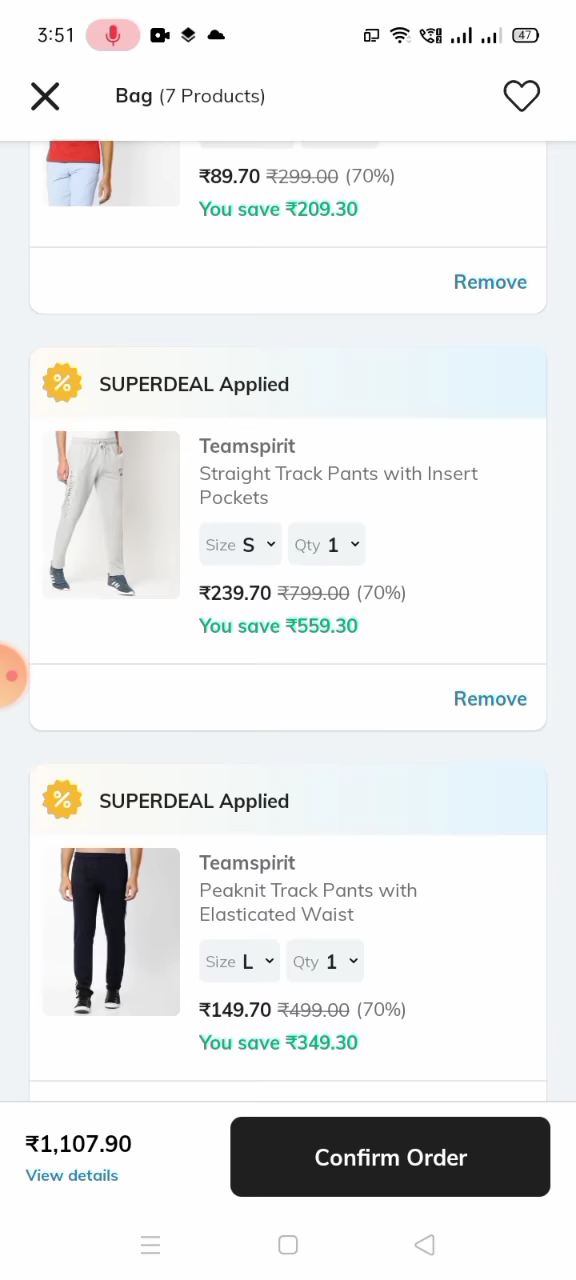 3:51
47
Bag (7 Products)
₹89.70 ₹299.00 (70%)
You save ₹209.30
Remove
% SUPERDEAL Applied
Teamspirit
Straight Track Pants with Insert
Pockets
Size S Qty 1
₹239.70 ₹799.00 (70%)
You save ₹559.30
Remove
% SUPERDEAL Applied
Teamspirit
Peaknit Track Pants with
Elasticated Waist
Size L Qty 1
₹149.70 ₹499.00 (70%)
You save ₹349.30
₹1,107.90
View details
Confirm Order